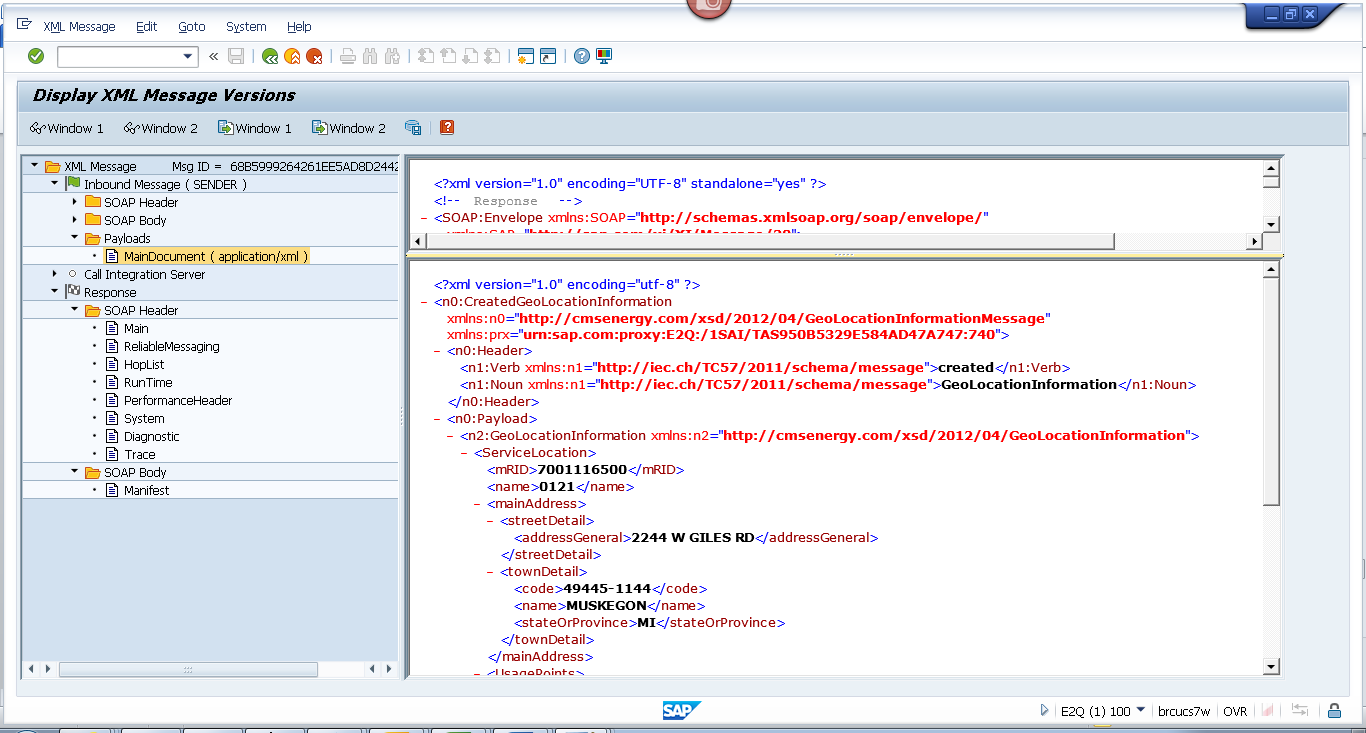 XML Message Edit Goto System Help
Display XML Message Versions
Window 1 Window 2 Window 1 Window 2
XML Message Msg ID = 68B5999264261EE5AD8D2442
Inbound Message ( SENDER )
SOAP Header
SOAP Body
Payloads
MainDocument ( application/xml )
Call Integration Server
Response
SOAP Header
Main
ReliableMessaging
HopList
RunTime
PerformanceHeader
System
Diagnostic
Trace
SOAP Body
Manifest
<?xml version="1.0" encoding="UTF-8" standalone="yes" ?>
<!-- Response -->
- <SOAP:Envelope xmlns:SOAP="http://schemas.xmlsoap.org/soap/envelope/"
<?xml version="1.0" encoding="utf-8" ?>
- <n0:CreatedGeoLocationInformation
xmlns:n0="http://cmsenergy.com/xsd/2012/04/GeoLocationInformationMessage"
xmlns:prx="urn:sap.com:proxy:E2Q:/1SAI/TAS950B5329E584AD47A747:740">
- <n0:Header>
<n1:Verb xmlns:n1="http://iec.ch/TC57/2011/schema/message">created</n1:Verb>
<n1:Noun xmlns:n1="http://iec.ch/TC57/2011/schema/message">GeoLocationInformation</n1:Noun>
</n0:Header>
- <n0:Payload>
- <n2:GeoLocationInformation xmlns:n2="http://cmsenergy.com/xsd/2012/04/GeoLocationInformation">
- <ServiceLocation>
<mRID>7001116500</mRID>
<name>0121</name>
- <mainAddress>
- <streetDetail>
<addressGeneral>2244 W GILES RD</addressGeneral>
</streetDetail>
- <townDetail>
<code>49445-1144</code>
<name>MUSKEGON</name>
<stateOrProvince>MI</stateOrProvince>
</townDetail>
</mainAddress>
- <UsagePoints>
SAP
E2Q (1) 100 brcucs7w OVR